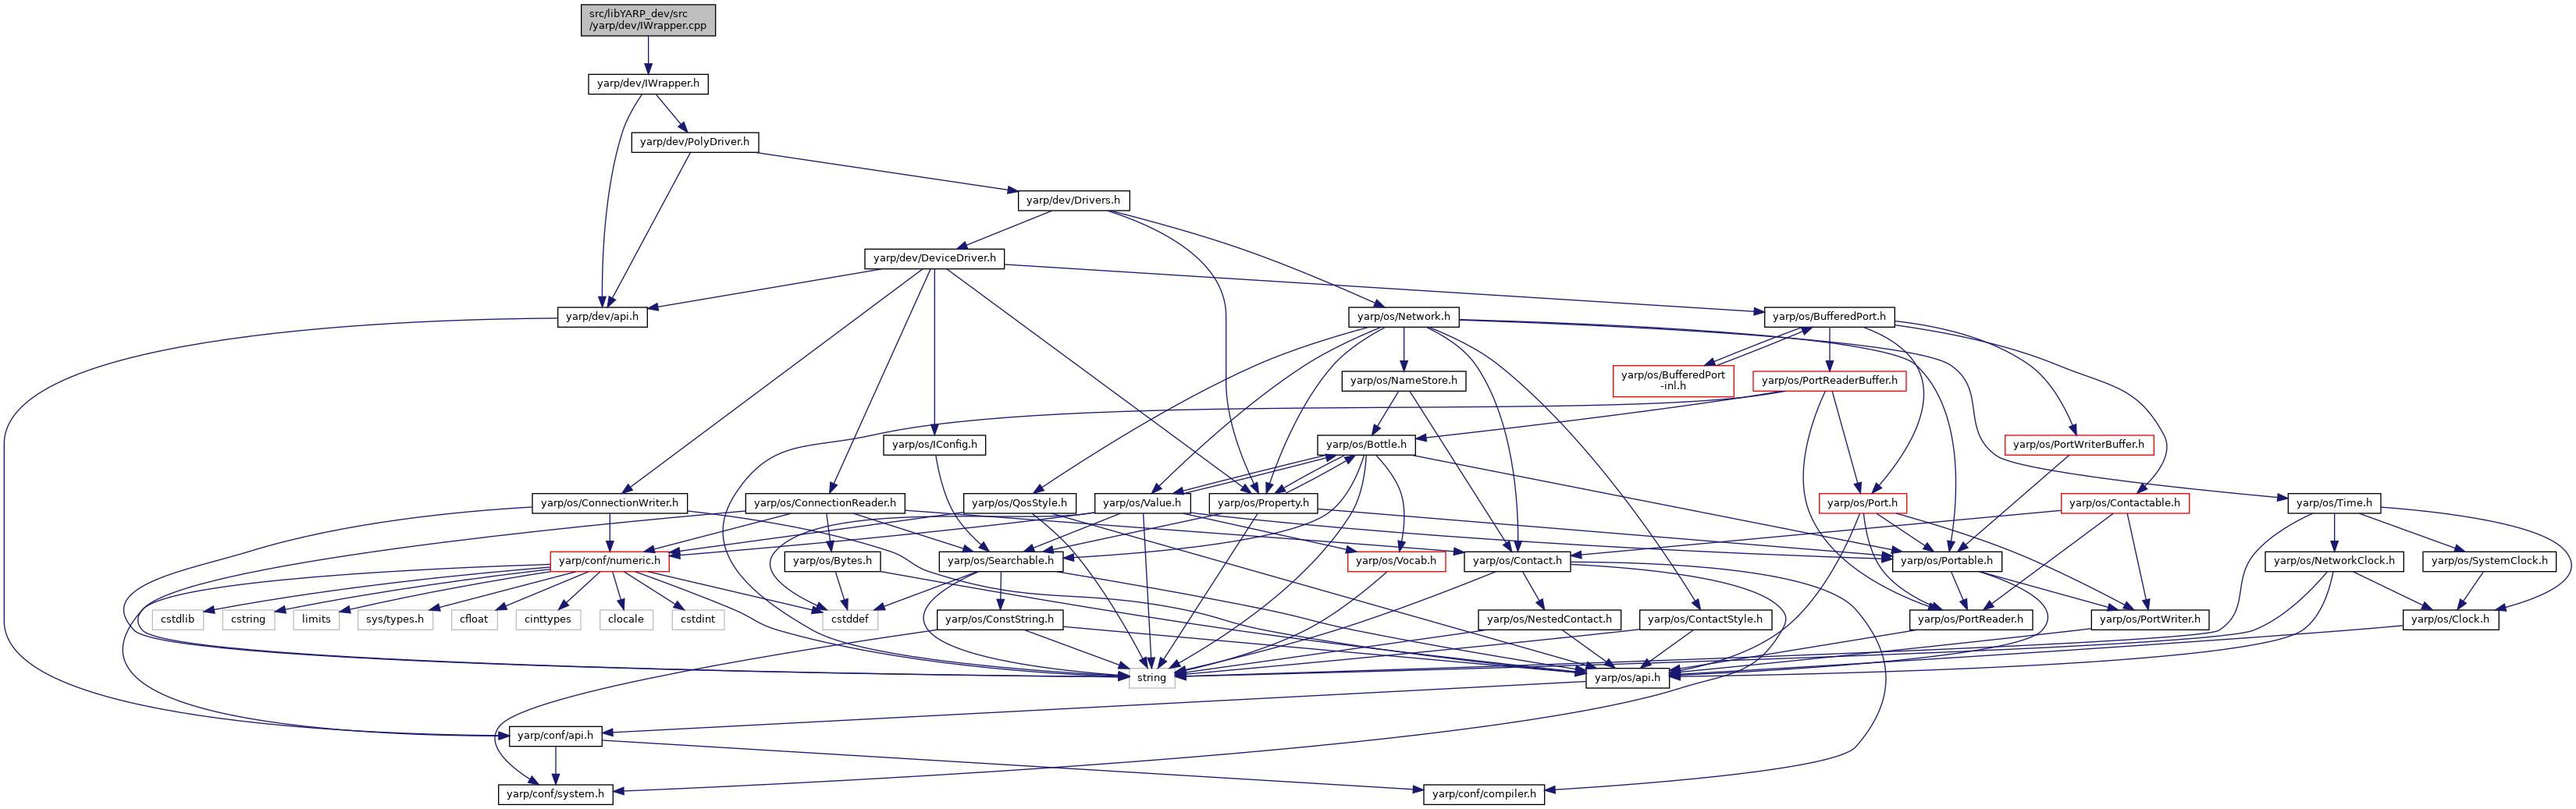 src/libYARP_dev/src
/yarp/dev/IWrapper.cpp
yarp/dev/IWrapper.h
yarp/dev/PolyDriver.h
yarp/dev/Drivers.h
yarp/dev/DeviceDriver.h
yarp/dev/api.h
yarp/os/Network.h
yarp/os/BufferedPort.h
yarp/os/NameStore.h
yarp/os/BufferedPort
-inl.h
yarp/os/PortReaderBuffer.h
yarp/os/IConfig.h
yarp/os/Bottle.h
yarp/os/PortWriterBuffer.h
yarp/os/ConnectionWriter.h
yarp/os/ConnectionReader.h
yarp/os/QosStyle.h
yarp/os/Value.h
yarp/os/Property.h
yarp/os/Port.h
yarp/os/Contactable.h
yarp/os/Time.h
yarp/conf/numeric.h
yarp/os/Bytes.h
yarp/os/Searchable.h
yarp/os/Vocab.h
yarp/os/Contact.h
yarp/os/Portable.h
yarp/os/NetworkClock.h
yarp/os/SystemClock.h
cstdlib
cstring
limits
sys/types.h
cfloat
cinttypes
clocale
cstdint
cstddef
yarp/os/ConstString.h
yarp/os/NestedContact.h
yarp/os/ContactStyle.h
yarp/os/PortReader.h
yarp/os/PortWriter.h
yarp/os/Clock.h
string
yarp/os/api.h
yarp/conf/api.h
yarp/conf/system.h
yarp/conf/compiler.h